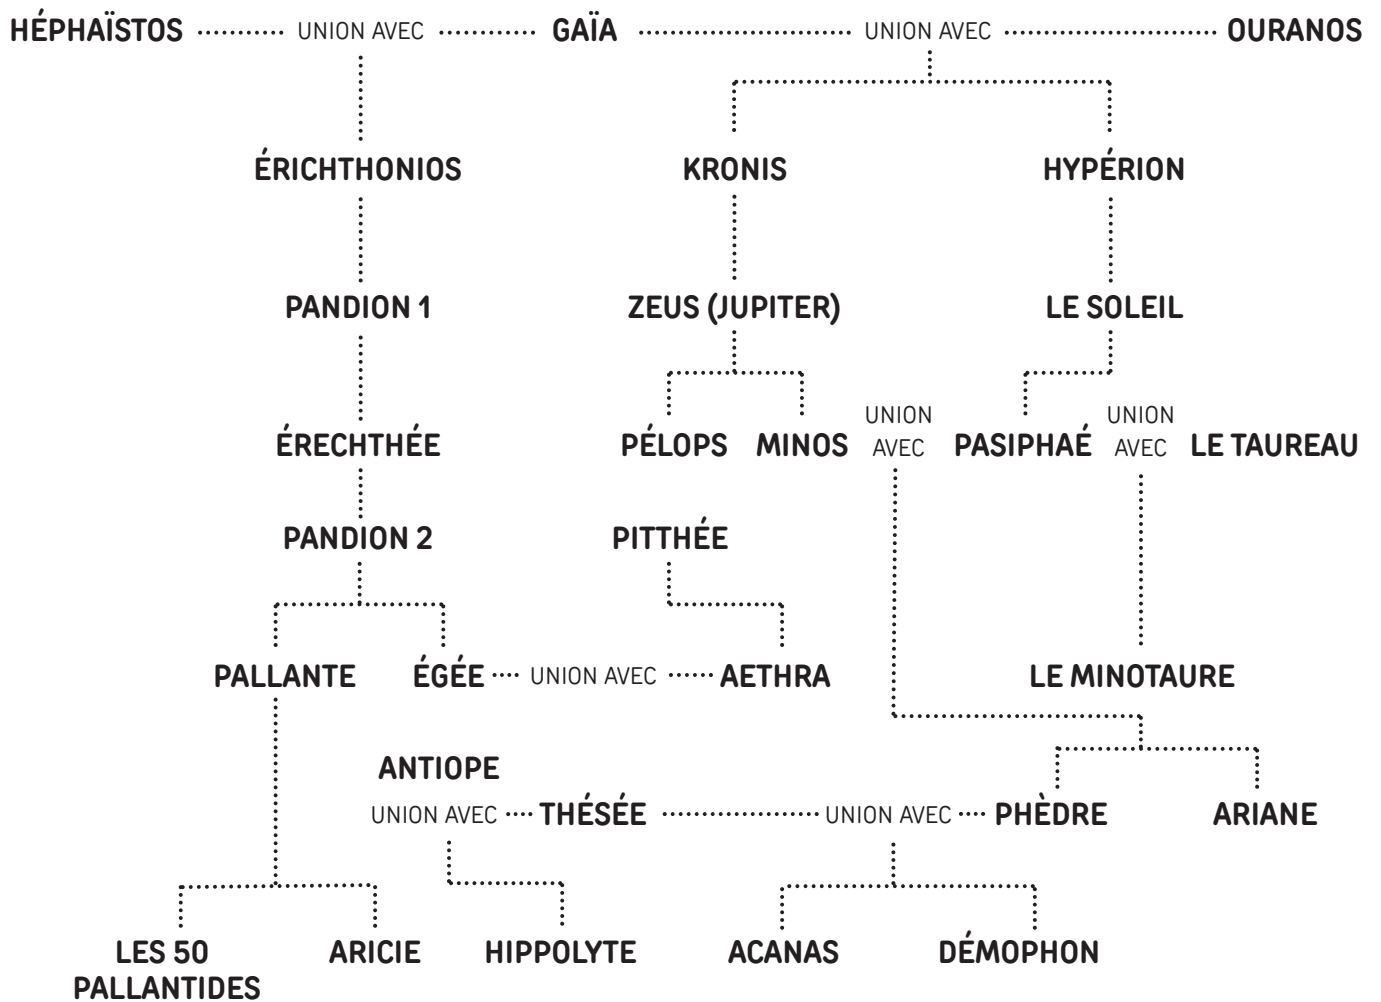 HÉPHAÏSTOS UNION AVEC GAÏA UNION AVEC OURANOS
ÉRICHTHONIOS KRONIS HYPÉRION
PANDION 1 ZEUS (JUPITER) LE SOLEIL
UNION UNION
ÉRECHTHÉE PÉLOPS MINOS AVEC PASIPHAÉ AVEC LE TAUREAU
PANDION 2 PITTHÉE
PALLANTE ÉGÉE UNION AVEC AETHRA LE MINOTAURE
ANTIOPE
UNION AVEC THÉSÉE UNION AVEC PHÈDRE ARIANE
LES 50 ARICIE HIPPOLYTE ACANAS DÉMOPHON
PALLANTIDES